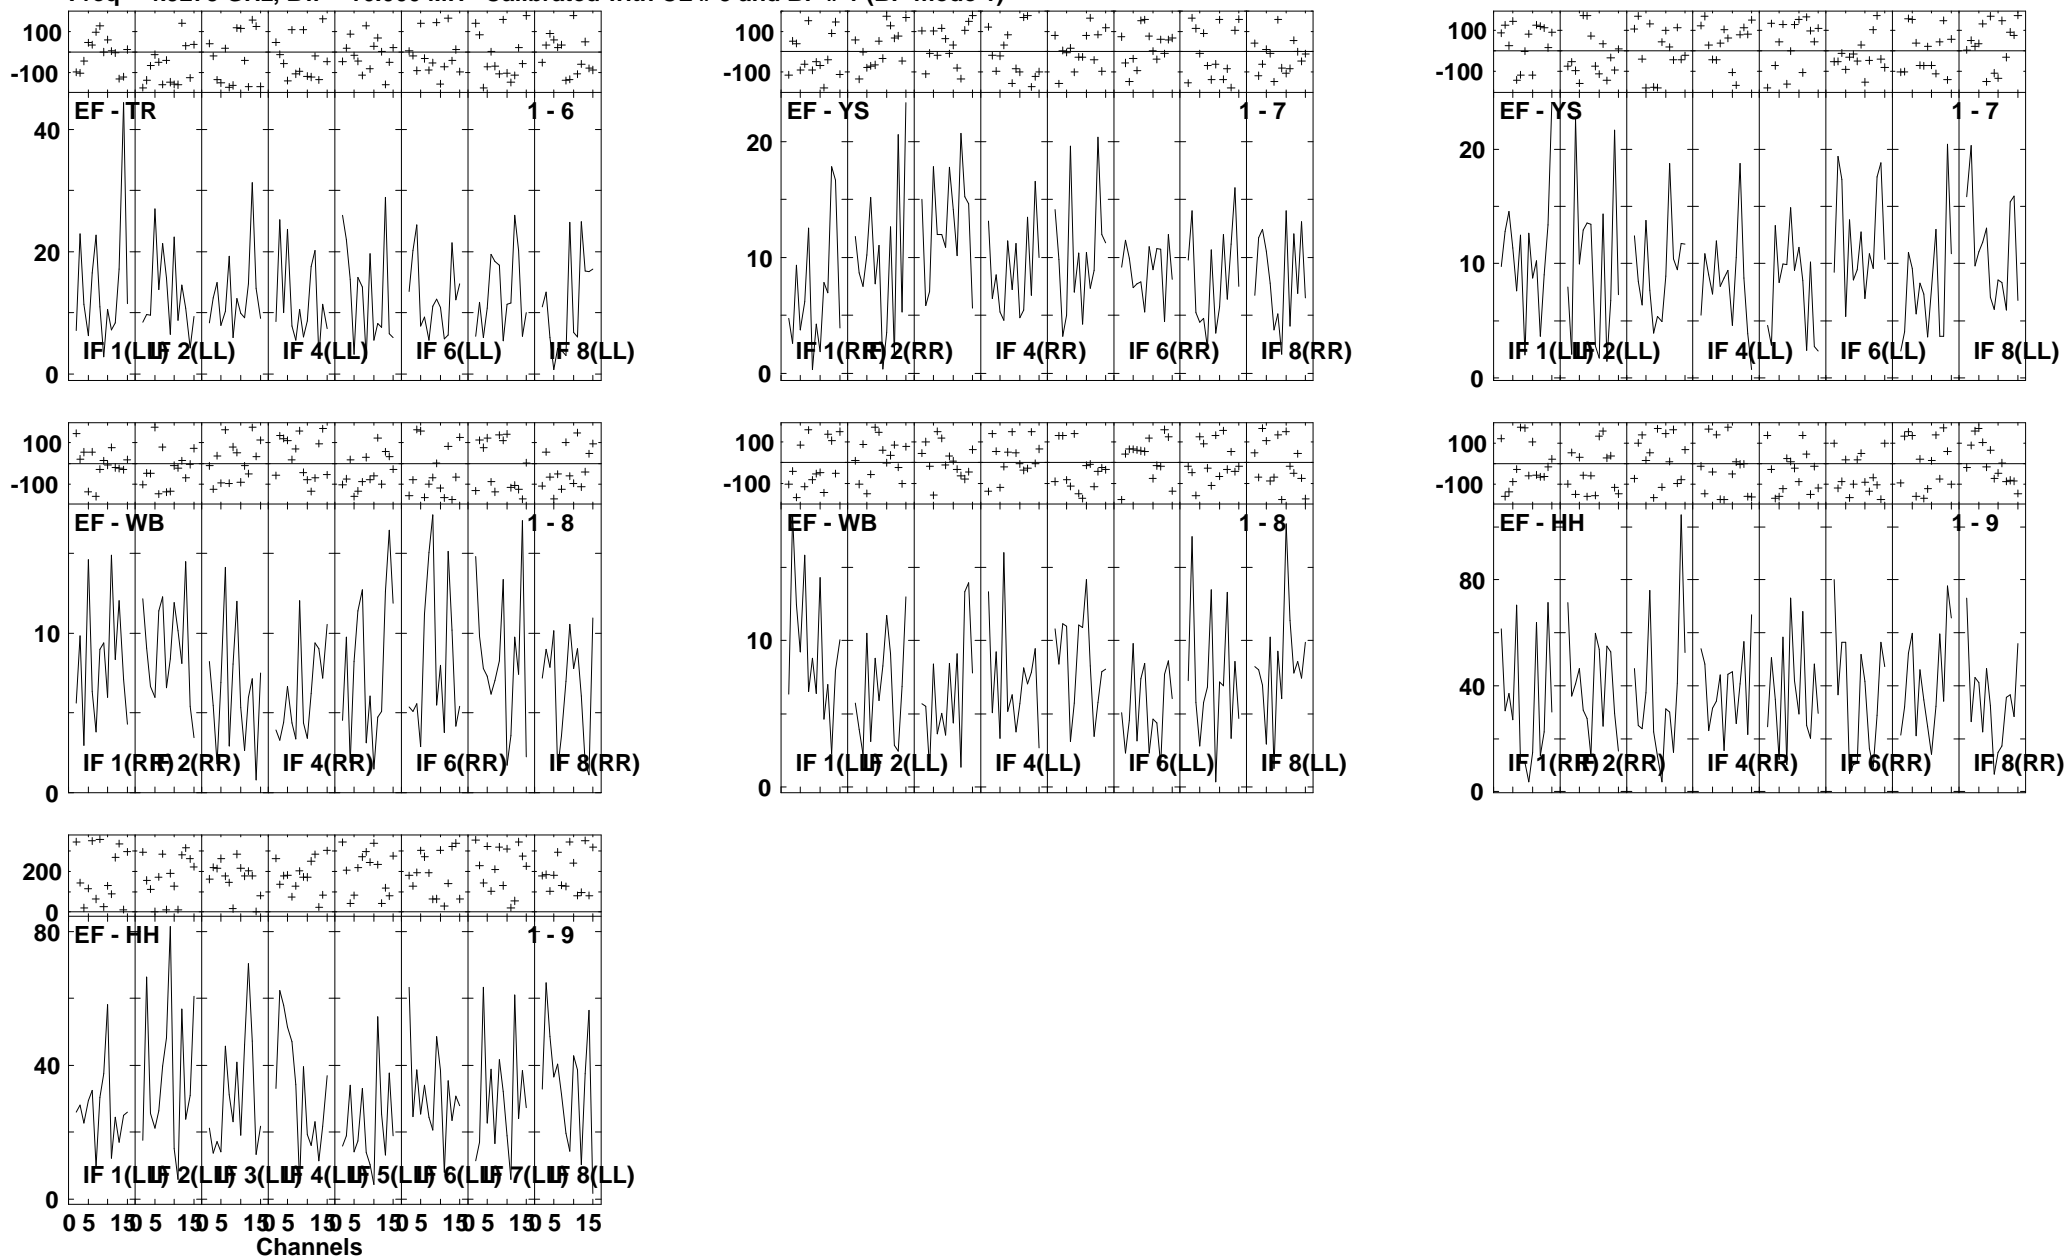 100
-100
EF - TR 1 - 6
40
20
0
IF 1(LL) IF 2(LL) IF 4(LL) IF 6(LL) IF 8(LL)
100
-100
EF - YS 1 - 7
20
10
0
IF 1(RR) IF 2(RR) IF 4(RR) IF 6(RR) IF 8(RR)
100
-100
EF - YS 1 - 7
20
10
0
IF 1(LL) IF 2(LL) IF 4(LL) IF 6(LL) IF 8(LL)
100
-100
EF - WB 1 - 8
10
0
IF 1(RR) IF 2(RR) IF 4(RR) IF 6(RR) IF 8(RR)
100
-100
EF - WB 1 - 8
10
0
IF 1(LL) IF 2(LL) IF 4(LL) IF 6(LL) IF 8(LL)
100
-100
EF - HH 1 - 9
80
40
0
IF 1(RR) IF 2(RR) IF 4(RR) IF 6(RR) IF 8(RR)
200
0
EF - HH 1 - 9
80
40
0
IF 1(LL) IF 2(LL) IF 3(LL) IF 4(LL) IF 5(LL) IF 6(LL) IF 7(LL) IF 8(LL)
0 5 15 0 5 15 0 5 15 0 5 15 0 5 15 0 5 15 0 5 15 0 5 15
Channels